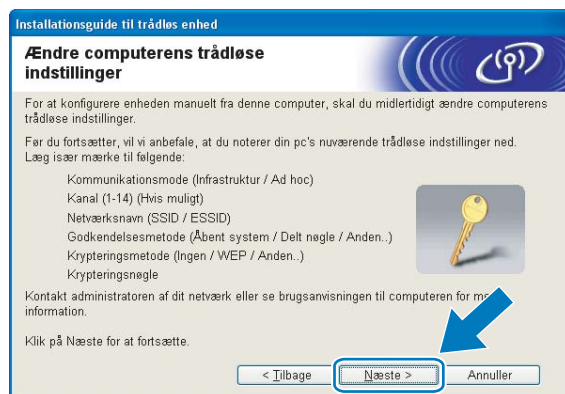 Installationsguide til trådløs enhed
Ændre computerens trådløse
indstillinger
For at konfigurere enheden manuelt fra denne computer, skal du midlertidigt ændre computerens
trådløse indstillinger.
Før du fortsætter, vil vi anbefale, at du noterer din pc's nuværende trådløse indstillinger ned.
Læg især mærke til følgende:
Kommunikationsmode (Infrastruktur / Ad hoc)
Kanal (1-14) (Hvis muligt)
Netværksnavn (SSID / ESSID)
Godkendelsesmetode (Åbent system / Delt nøgle / Anden..)
Krypteringsmetode (Ingen / WEP / Anden..)
Krypteringsnøgle
Kontakt administratoren af dit netværk eller se brugsanvisningen til computeren for
information.
Klik på Næste for at fortsætte.
< Tilbage Næste > Annuller